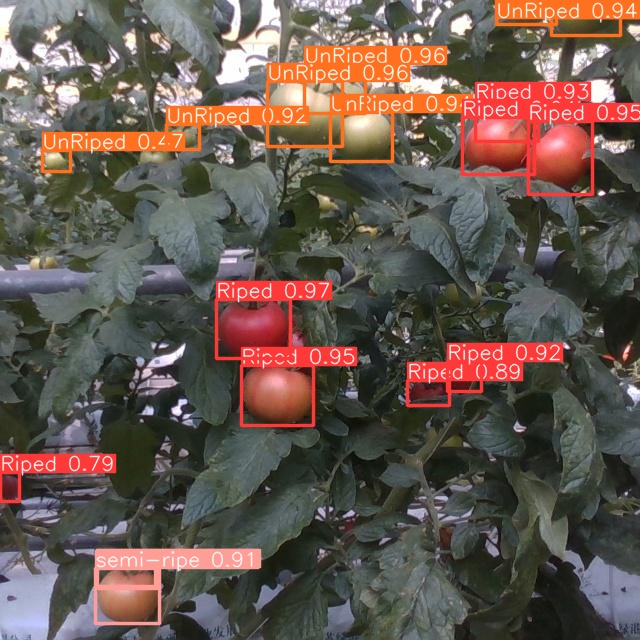 UnRiped 0.94
UnRiped 0.96
UnRiped 0.96
Riped 0.93
UnRiped 0.92
Riped 0.95
UnRiped 0.47
Riped 0.97
Riped 0.95
Riped 0.92
Riped 0.89
Riped 0.79
semi-ripe 0.91